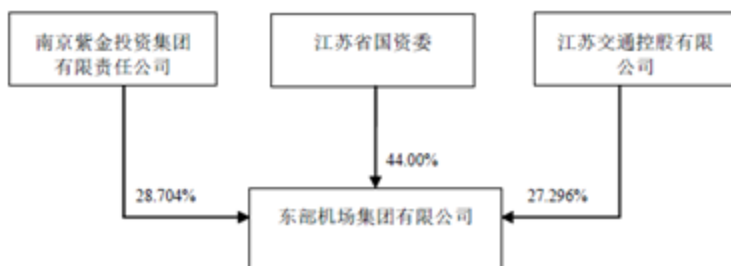 南京紫金投资集团
有限责任公司
江苏省国资委
江苏交通控股有限
公司
44.00%
28.704%
27.296%
东部机场集团有限公司